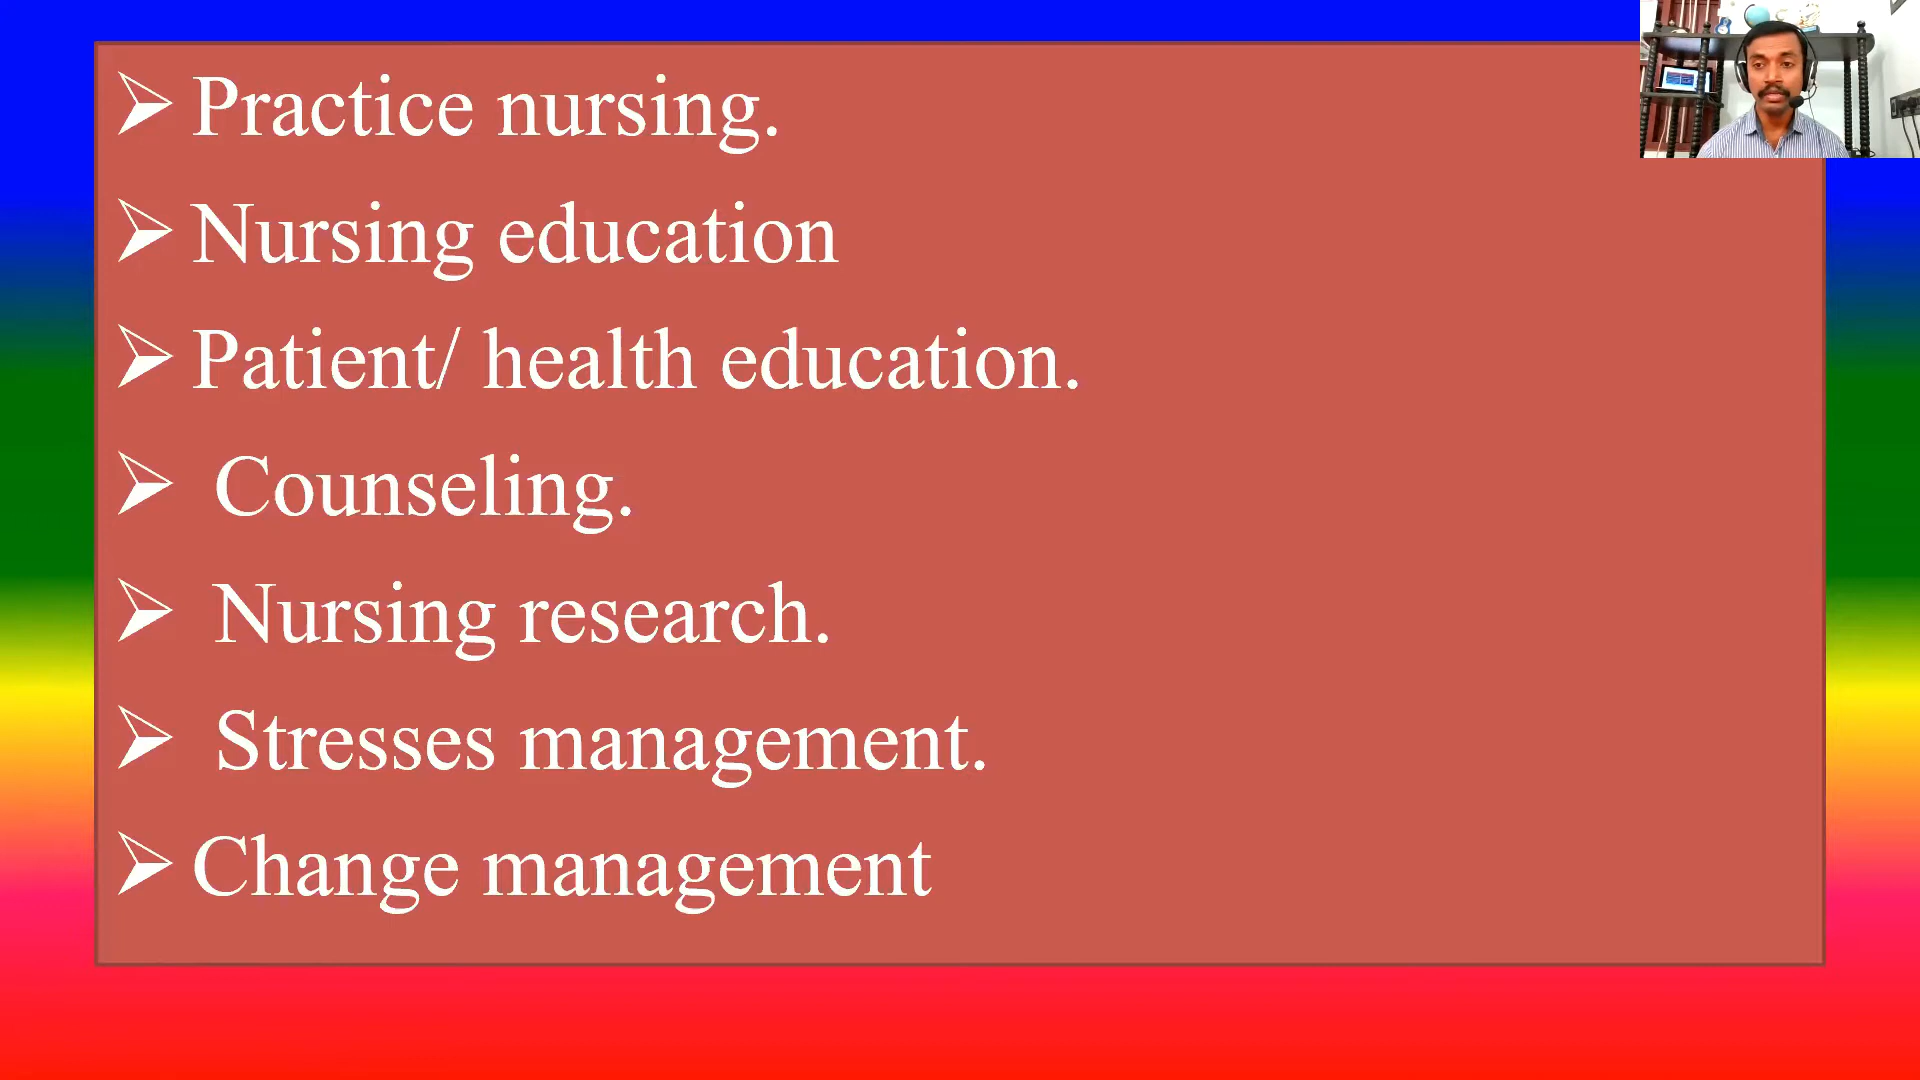 Practice nursing.
Nursing education
Patient/ health education.
Counseling.
Nursing research.
Stresses management.
Change management